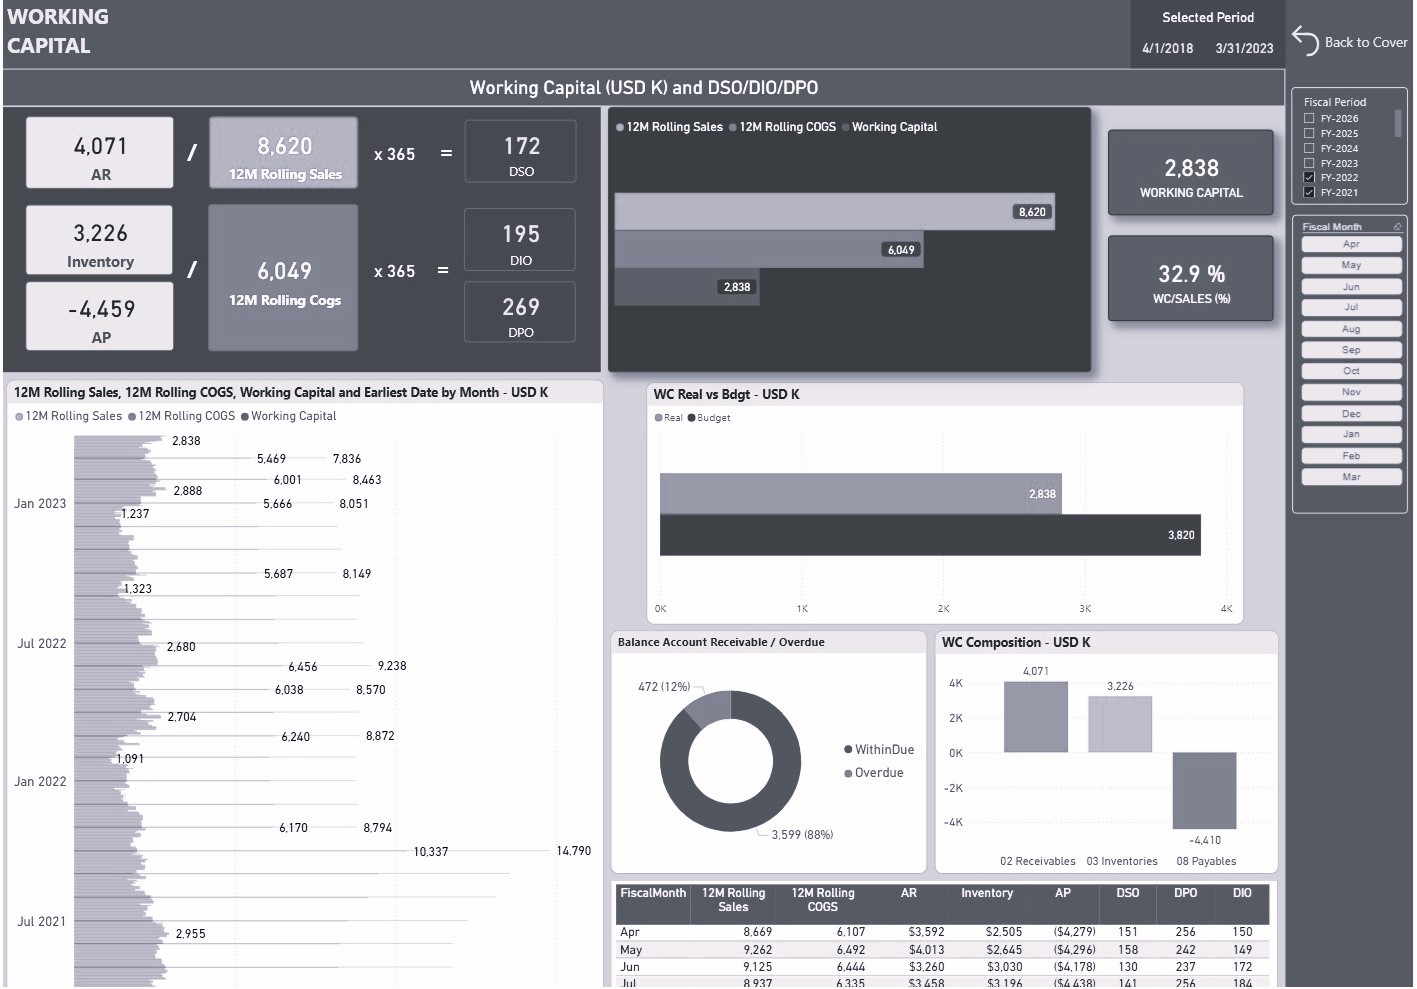 WORKING
CAPITAL
Selected Period
4/1/2018 3/31/2023
Back to Cover
Working Capital (USD K) and DSO/DIO/DPO
4,071
AR
/
8,620
12M Rolling Sales
x 365 =
172
DSO
3,226
Inventory
-4,459
AP
/
6,049
12M Rolling Cogs
x 365 =
195
DIO
269
DPO
12M Rolling Sales 12M Rolling COGS Working Capital
8,620
6,049
2,838
2,838
WORKING CAPITAL
32.9 %
WC/SALES (%)
Fiscal Period
FY-2026
FY-2025
FY-2024
FY-2023
FY-2022
FY-2021
Fiscal Month
Apr
May
Jun
Jul
Aug
Sep
Oct
Nov
Dec
Jan
Feb
Mar
12M Rolling Sales, 12M Rolling COGS, Working Capital and Earliest Date by Month - USD K
12M Rolling Sales 12M Rolling COGS Working Capital
2,838
5,469 7,836
6,001 8,463
2,888
Jan 2023 5,666 8,051
1,237
5,687 8,149
1,323
Jul 2022 2,680
6,456 9,238
6,038 8,570
2,704
6,240 8,872
1,091
Jan 2022
6,170 8,794
10,337 14,790
Jul 2021
2,955
WC Real vs Bdgt - USD K
Real Budget
2,838
3,820
0K 1K 2K 3K 4K
Balance Account Receivable / Overdue
472 (12%)
WithinDue
Overdue
3,599 (88%)
WC Composition - USD K
4K
2K
0K
-2K
-4K
4,071
3,226
-4,410
02 Receivables 03 Inventories 08 Payables
FiscalMonth 12M Rolling Sales 12M Rolling COGS AR Inventory AP DSO DPO DIO
Apr 8,669 6,107 $3,592 $2,505 ($4,279) 151 256 150
May 9,262 6,492 $4,013 $2,645 ($4,296) 158 242 149
Jun 9,125 6,444 $3,260 $3,030 ($4,178) 130 237 172
Jul 8,937 6,335 $3,458 $3,196 ($4,438) 141 256 184